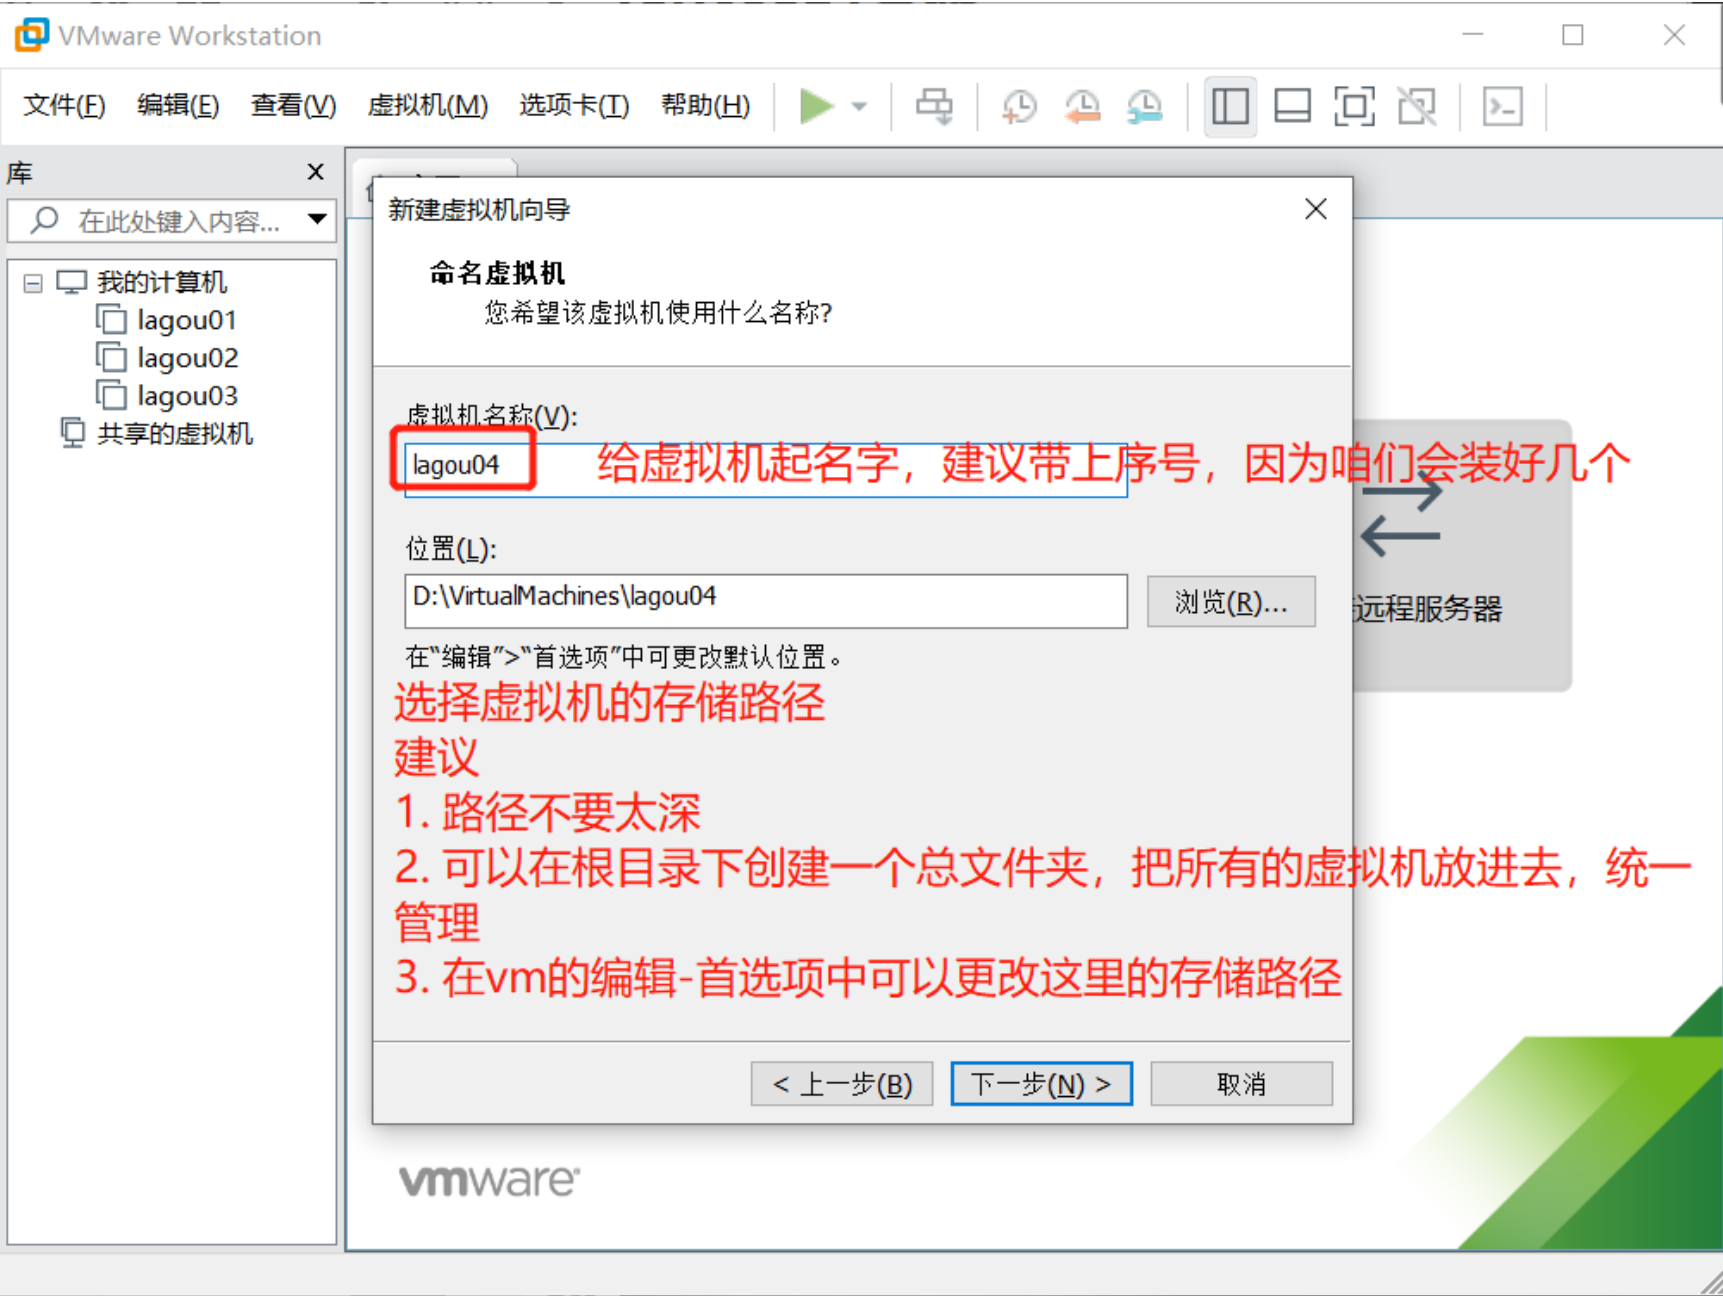 VMware Workstation
文件(F) 编辑(E) 查看(V) 虚拟机(M) 选项卡(T) 帮助(H)
库
在此处键入内容...
我的计算机
lagou01
lagou02
lagou03
共享的虚拟机
新建虚拟机向导
命名虚拟机
您希望该虚拟机使用什么名称?
虚拟机名称(V):
lagou04
给虚拟机起名字，建议带上序号，因为咱们会装好几个
位置(L):
D:\VirtualMachines\lagou04
浏览(R)...
远程服务器
在“编辑”>“首选项”中可更改默认位置。
选择虚拟机的存储路径
建议
1. 路径不要太深
2. 可以在根目录下创建一个总文件夹，把所有的虚拟机放进去，统一
管理
3. 在vm的编辑-首选项中可以更改这里的存储路径
< 上一步(B) 下一步(N) > 取消
vmware